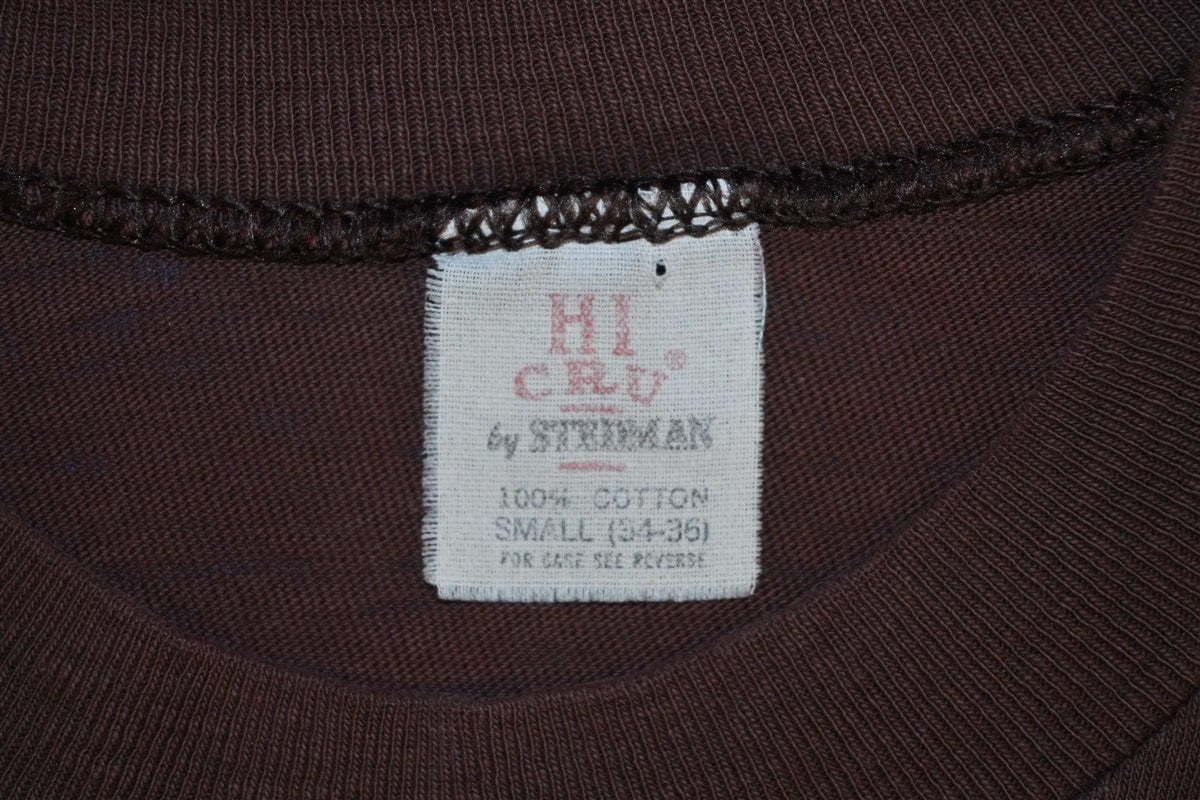 HI
CRU®
by STEDMAN
100% COTTON
SMALL (34-36)
FOR CARE SEE REVERSE